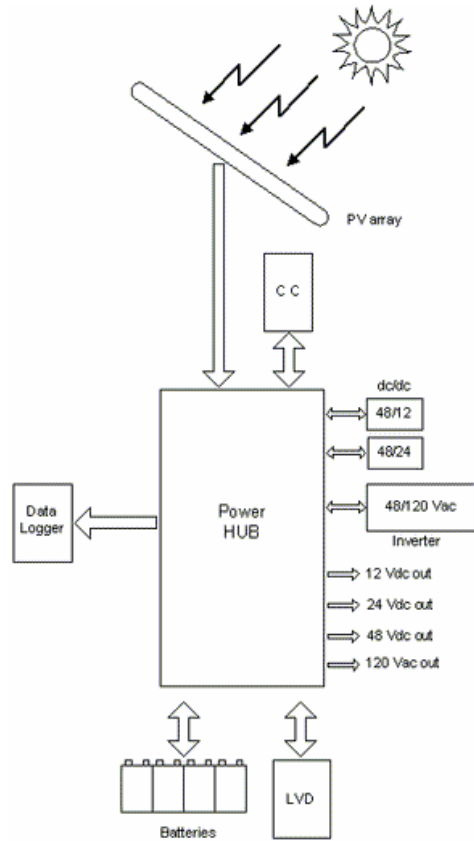 PV array
C C
dc/dc
48/12
48/24
Data
Logger
Power
HUB
48/120 Vac
Inverter
12 Vdc out
24 Vdc out
48 Vdc out
120 Vac out
LVD
Batteries